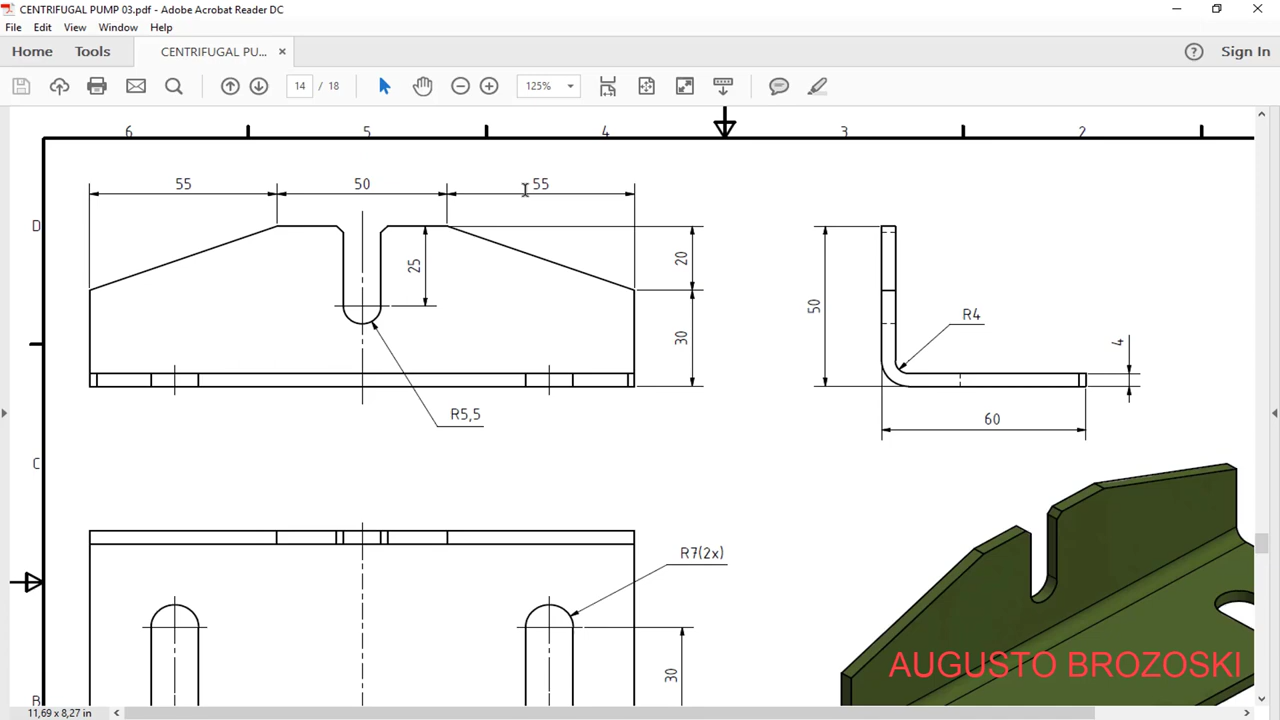 CENTRIFUGAL PUMP 03.pdf - Adobe Acrobat Reader DC
File Edit View Window Help
Home Tools CENTRIFUGAL PU... × ? Sign In
14 / 18 125%
6 5 4 3 2
55 50 55
D
25
20
30
50
R4
4
R5,5
60
C
R7(2x)
30
AUGUSTO BROZOSKI
B
11,69 x 8,27 in